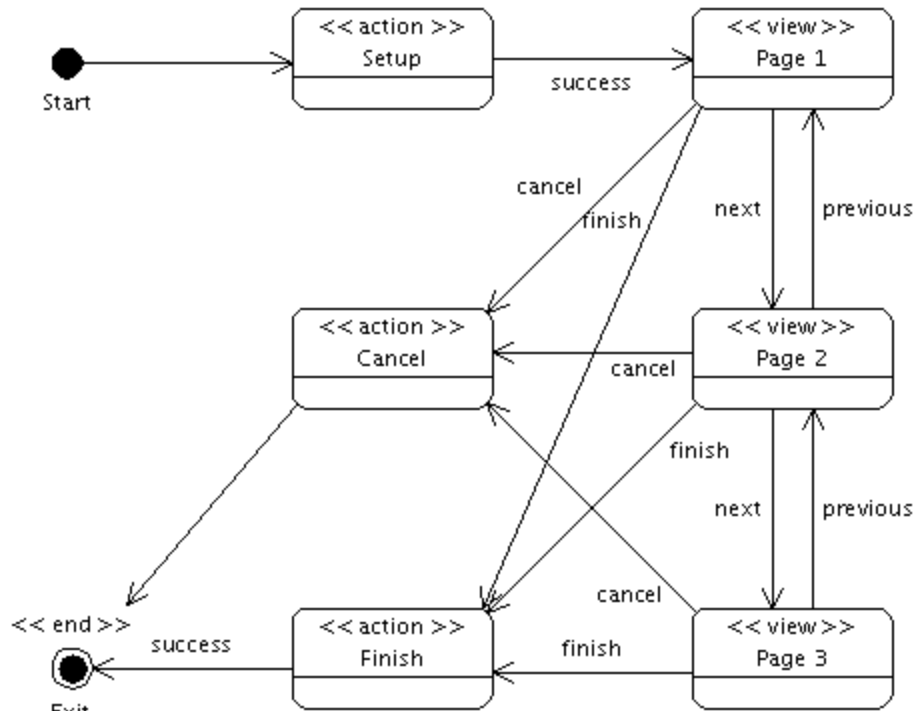 << action >>
Setup
<< view >>
Page 1
Start
success
cancel
finish
next
previous
<< action >>
Cancel
<< view >>
Page 2
cancel
finish
next
previous
cancel
<< end >>
success
<< action >>
Finish
finish
<< view >>
Page 3
Exit